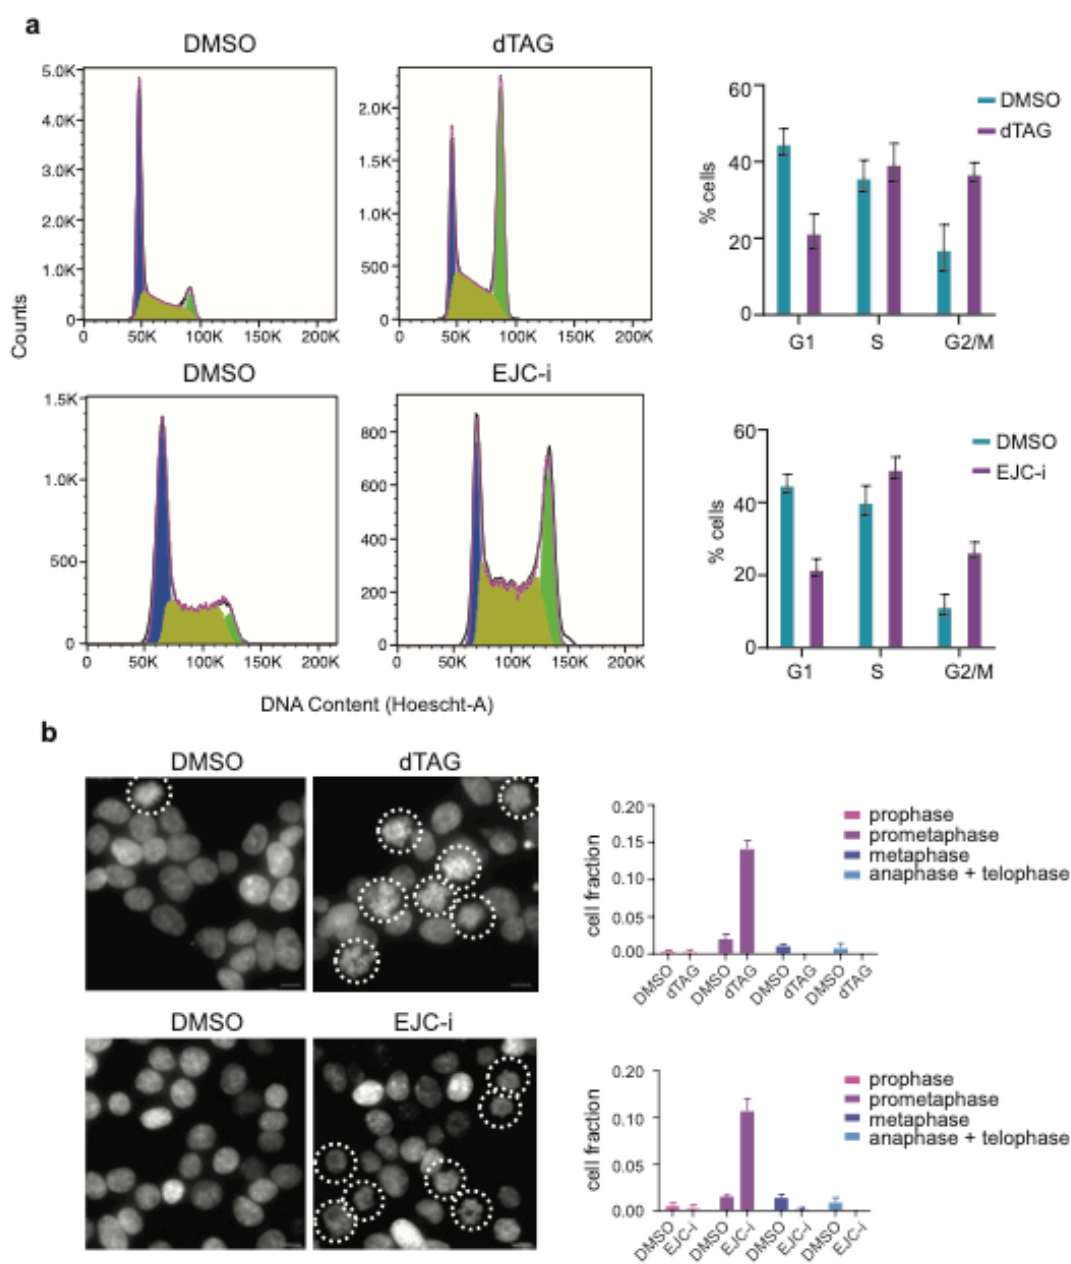 a
DMSO
dTAG
5.0K
4.0K
3.0K
2.0K
1.0K
0
0 50K 100K 150K 200K
2.0K
1.5K
1.0K
500
0
0 50K 100K 150K 200K
% cells
60
40
20
0
G1 S G2/M
DMSO
dTAG
Counts
DMSO
EJC-i
1.5K
1.0K
500
0
0 50K 100K 150K 200K
800
600
400
200
0
0 50K 100K 150K 200K
% cells
60
40
20
0
G1 S G2/M
DMSO
EJC-i
DNA Content (Hoescht-A)
b
DMSO
dTAG
cell fraction
0.20
0.15
0.10
0.05
0.00
DMSO dTAG DMSO dTAG DMSO dTAG DMSO dTAG
prophase
prometaphase
metaphase
anaphase + telophase
DMSO
EJC-i
cell fraction
0.20
0.10
0.05
0.00
DMSO EJC-i DMSO EJC-i DMSO EJC-i DMSO EJC-i
prophase
prometaphase
metaphase
anaphase + telophase